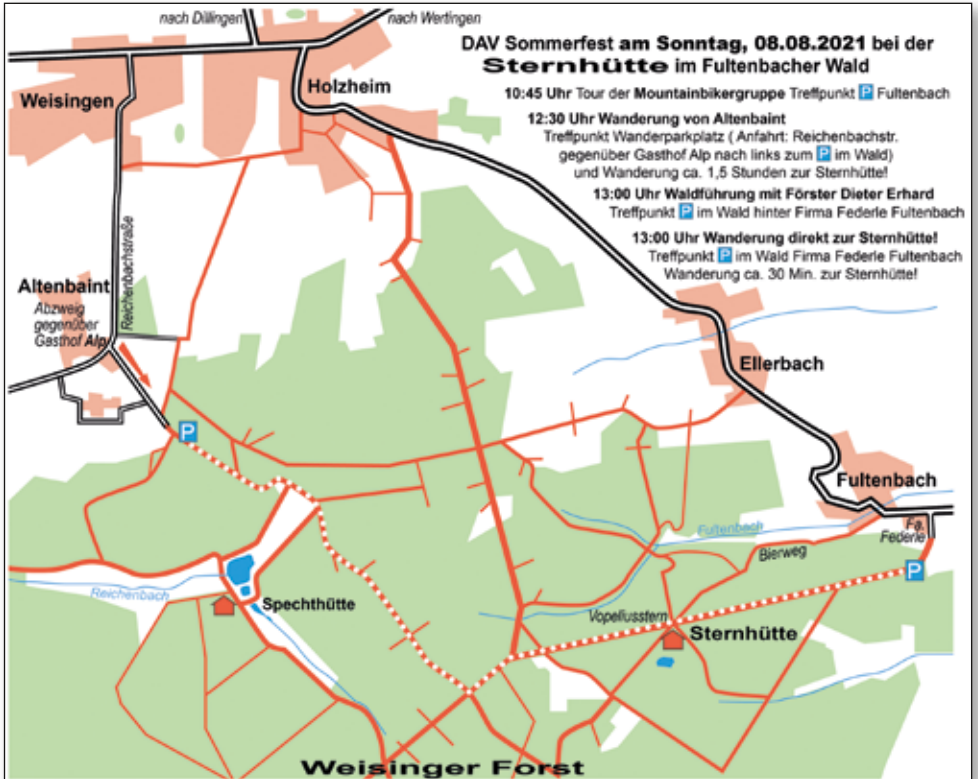 nach Dillingen
nach Wertingen
DAV Sommerfest am Sonntag, 08.08.2021 bei der
Sternhütte im Fultenbacher Wald
10:45 Uhr Tour der Mountainbikergruppe Treffpunkt P Fultenbach
12:30 Uhr Wanderung von Altenbaint
Treffpunkt Wanderparkplatz ( Anfahrt: Reichenbachstr.
gegenüber Gasthof Alp nach links zum P im Wald)
und Wanderung ca. 1,5 Stunden zur Sternhütte!
13:00 Uhr Waldführung mit Förster Dieter Erhard
Treffpunkt P im Wald hinter Firma Federle Fultenbach
13:00 Uhr Wanderung direkt zur Sternhütte!
Treffpunkt P im Wald Firma Federle Fultenbach
Wanderung ca. 30 Min. zur Sternhütte!
Weisingen
Holzheim
Reichenbachstraße
Altenbaint
Abzweig
gegenüber
Gasthof Alp
Ellerbach
P
Fultenbach
Fa.
Federle
Fultenbach
Bierweg
P
Reichenbach
Spechthütte
Vopeliusstern
Sternhütte
Weisinger Forst